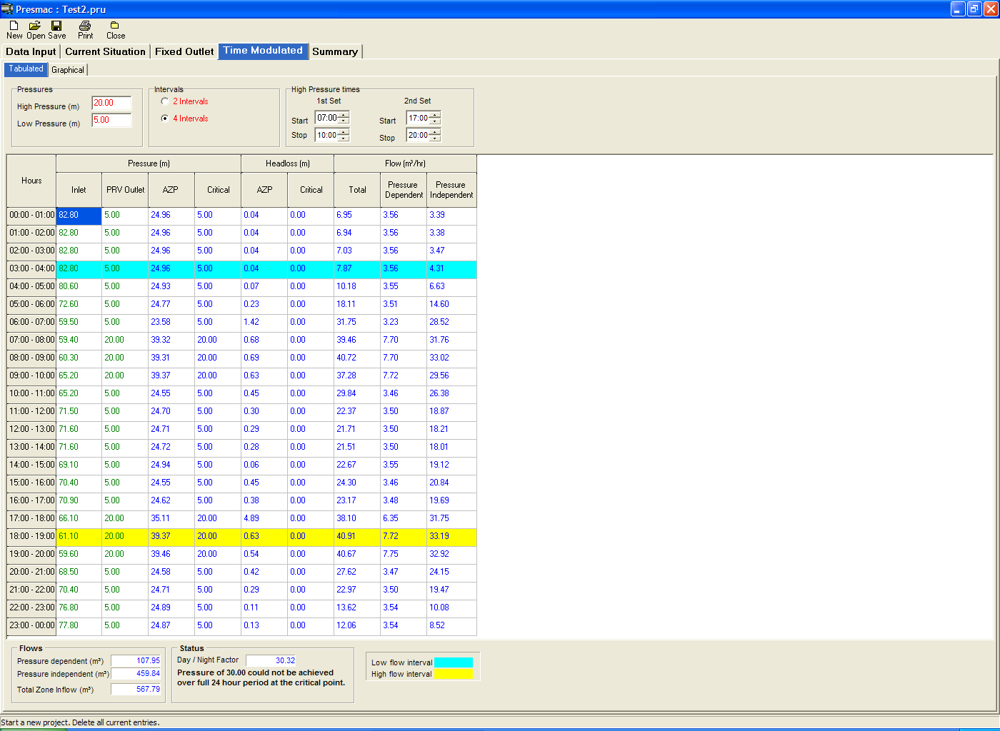 Presmac : Test2.pru
New Open Save Print Close
Data Input Current Situation Fixed Outlet Time Modulated Summary
Tabulated Graphical
Pressures
High Pressure (m) 20.00
Low Pressure (m) 5.00
Intervals
2 Intervals
4 Intervals
High Pressure times
1st Set 2nd Set
Start 07:00 Start 17:00
Stop 10:00 Stop 20:00
Hours Pressure (m) Headloss (m) Flow (m³/hr)
Inlet PRV Outlet AZP Critical AZP Critical Total Pressure Dependent Pressure Independent
00:00 - 01:00 82.80 5.00 24.96 5.00 0.04 0.00 6.95 3.56 3.39
01:00 - 02:00 82.80 5.00 24.96 5.00 0.04 0.00 6.94 3.56 3.38
02:00 - 03:00 82.80 5.00 24.96 5.00 0.04 0.00 7.03 3.56 3.47
03:00 - 04:00 82.80 5.00 24.96 5.00 0.04 0.00 7.87 3.56 4.31
04:00 - 05:00 80.60 5.00 24.93 5.00 0.07 0.00 10.18 3.55 6.63
05:00 - 06:00 72.60 5.00 24.77 5.00 0.23 0.00 18.11 3.51 14.60
06:00 - 07:00 59.50 5.00 23.58 5.00 1.42 0.00 31.75 3.23 28.52
07:00 - 08:00 59.40 20.00 39.32 20.00 0.68 0.00 39.46 7.70 31.76
08:00 - 09:00 60.30 20.00 39.31 20.00 0.69 0.00 40.72 7.70 33.02
09:00 - 10:00 65.20 20.00 39.37 20.00 0.63 0.00 37.28 7.72 29.56
10:00 - 11:00 65.20 5.00 24.55 5.00 0.45 0.00 29.84 3.46 26.38
11:00 - 12:00 71.50 5.00 24.70 5.00 0.30 0.00 22.37 3.50 18.87
12:00 - 13:00 71.60 5.00 24.71 5.00 0.29 0.00 21.71 3.50 18.21
13:00 - 14:00 71.60 5.00 24.72 5.00 0.28 0.00 21.51 3.50 18.01
14:00 - 15:00 69.10 5.00 24.94 5.00 0.06 0.00 22.67 3.55 19.12
15:00 - 16:00 70.40 5.00 24.55 5.00 0.45 0.00 24.30 3.46 20.84
16:00 - 17:00 70.90 5.00 24.62 5.00 0.38 0.00 23.17 3.48 19.69
17:00 - 18:00 66.10 20.00 35.11 20.00 4.89 0.00 38.10 6.35 31.75
18:00 - 19:00 61.10 20.00 39.37 20.00 0.63 0.00 40.91 7.72 33.19
19:00 - 20:00 59.60 20.00 39.46 20.00 0.54 0.00 40.67 7.75 32.92
20:00 - 21:00 68.50 5.00 24.58 5.00 0.42 0.00 27.62 3.47 24.15
21:00 - 22:00 70.40 5.00 24.71 5.00 0.29 0.00 22.97 3.50 19.47
22:00 - 23:00 76.80 5.00 24.89 5.00 0.11 0.00 13.62 3.54 10.08
23:00 - 00:00 77.80 5.00 24.87 5.00 0.13 0.00 12.06 3.54 8.52
Flows
Pressure dependent (m³) 107.95
Pressure independent (m³) 459.84
Total Zone Inflow (m³) 567.79
Status
Day / Night Factor 30.32
Pressure of 30.00 could not be achieved
over full 24 hour period at the critical point.
Low flow interval
High flow interval
Start a new project. Delete all current entries.